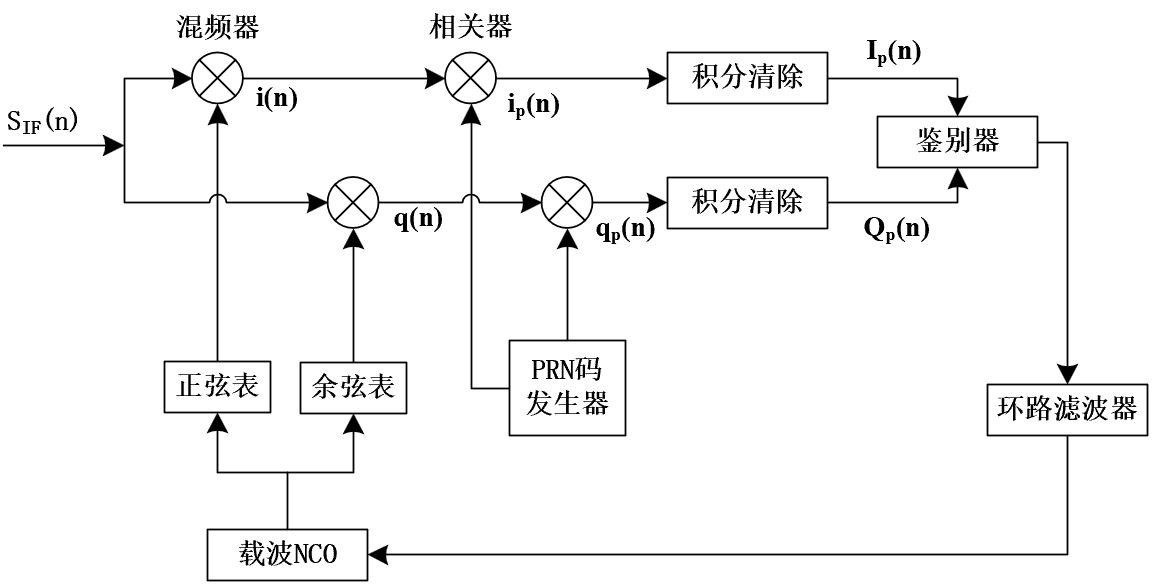 混频器
相关器
S_IF(n)
i(n)
i_p(n)
积分清除
I_p(n)
鉴别器
q(n)
q_p(n)
积分清除
Q_p(n)
正弦表
余弦表
PRN码
发生器
环路滤波器
载波NCO